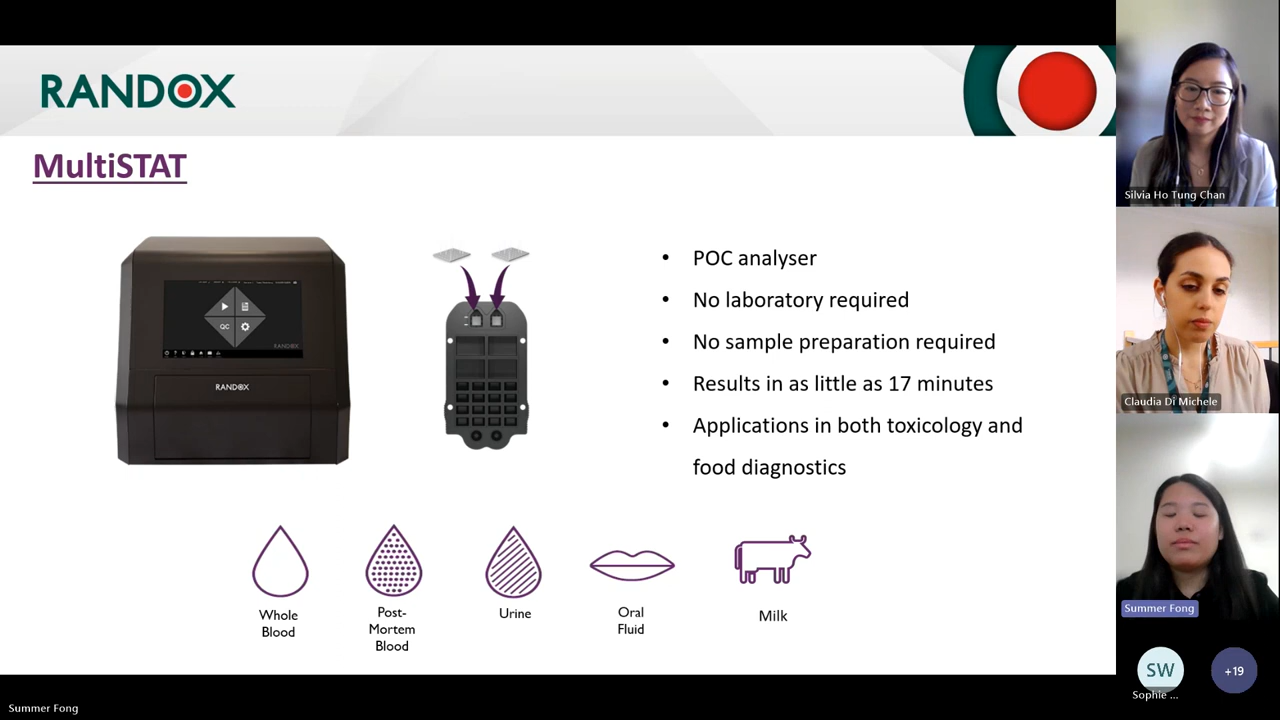 RANDOX
MultiSTAT
• POC analyser
• No laboratory required
• No sample preparation required
• Results in as little as 17 minutes
• Applications in both toxicology and
food diagnostics
QC
RANDOX
RANDOX
Whole
Blood
Post-
Mortem
Blood
Urine
Oral
Fluid
Milk
Silvia Ho Tung Chan
Claudia Di Michele
Summer Fong
SW
Sophie ...
+19
Summer Fong